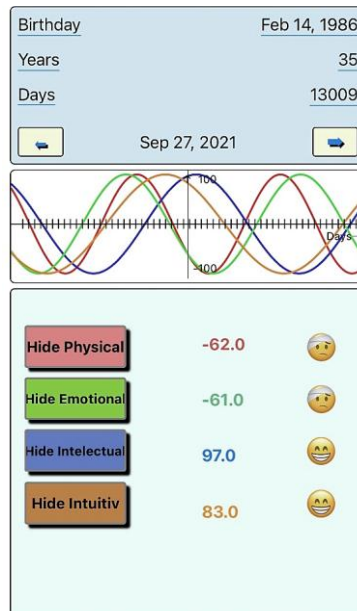 Birthday Feb 14, 1986
Years 35
Days 13009
Sep 27, 2021
100
Days
-100
Hide Physical -62.0
Hide Emotional -61.0
Hide Intelectual 97.0
Hide Intuitiv 83.0